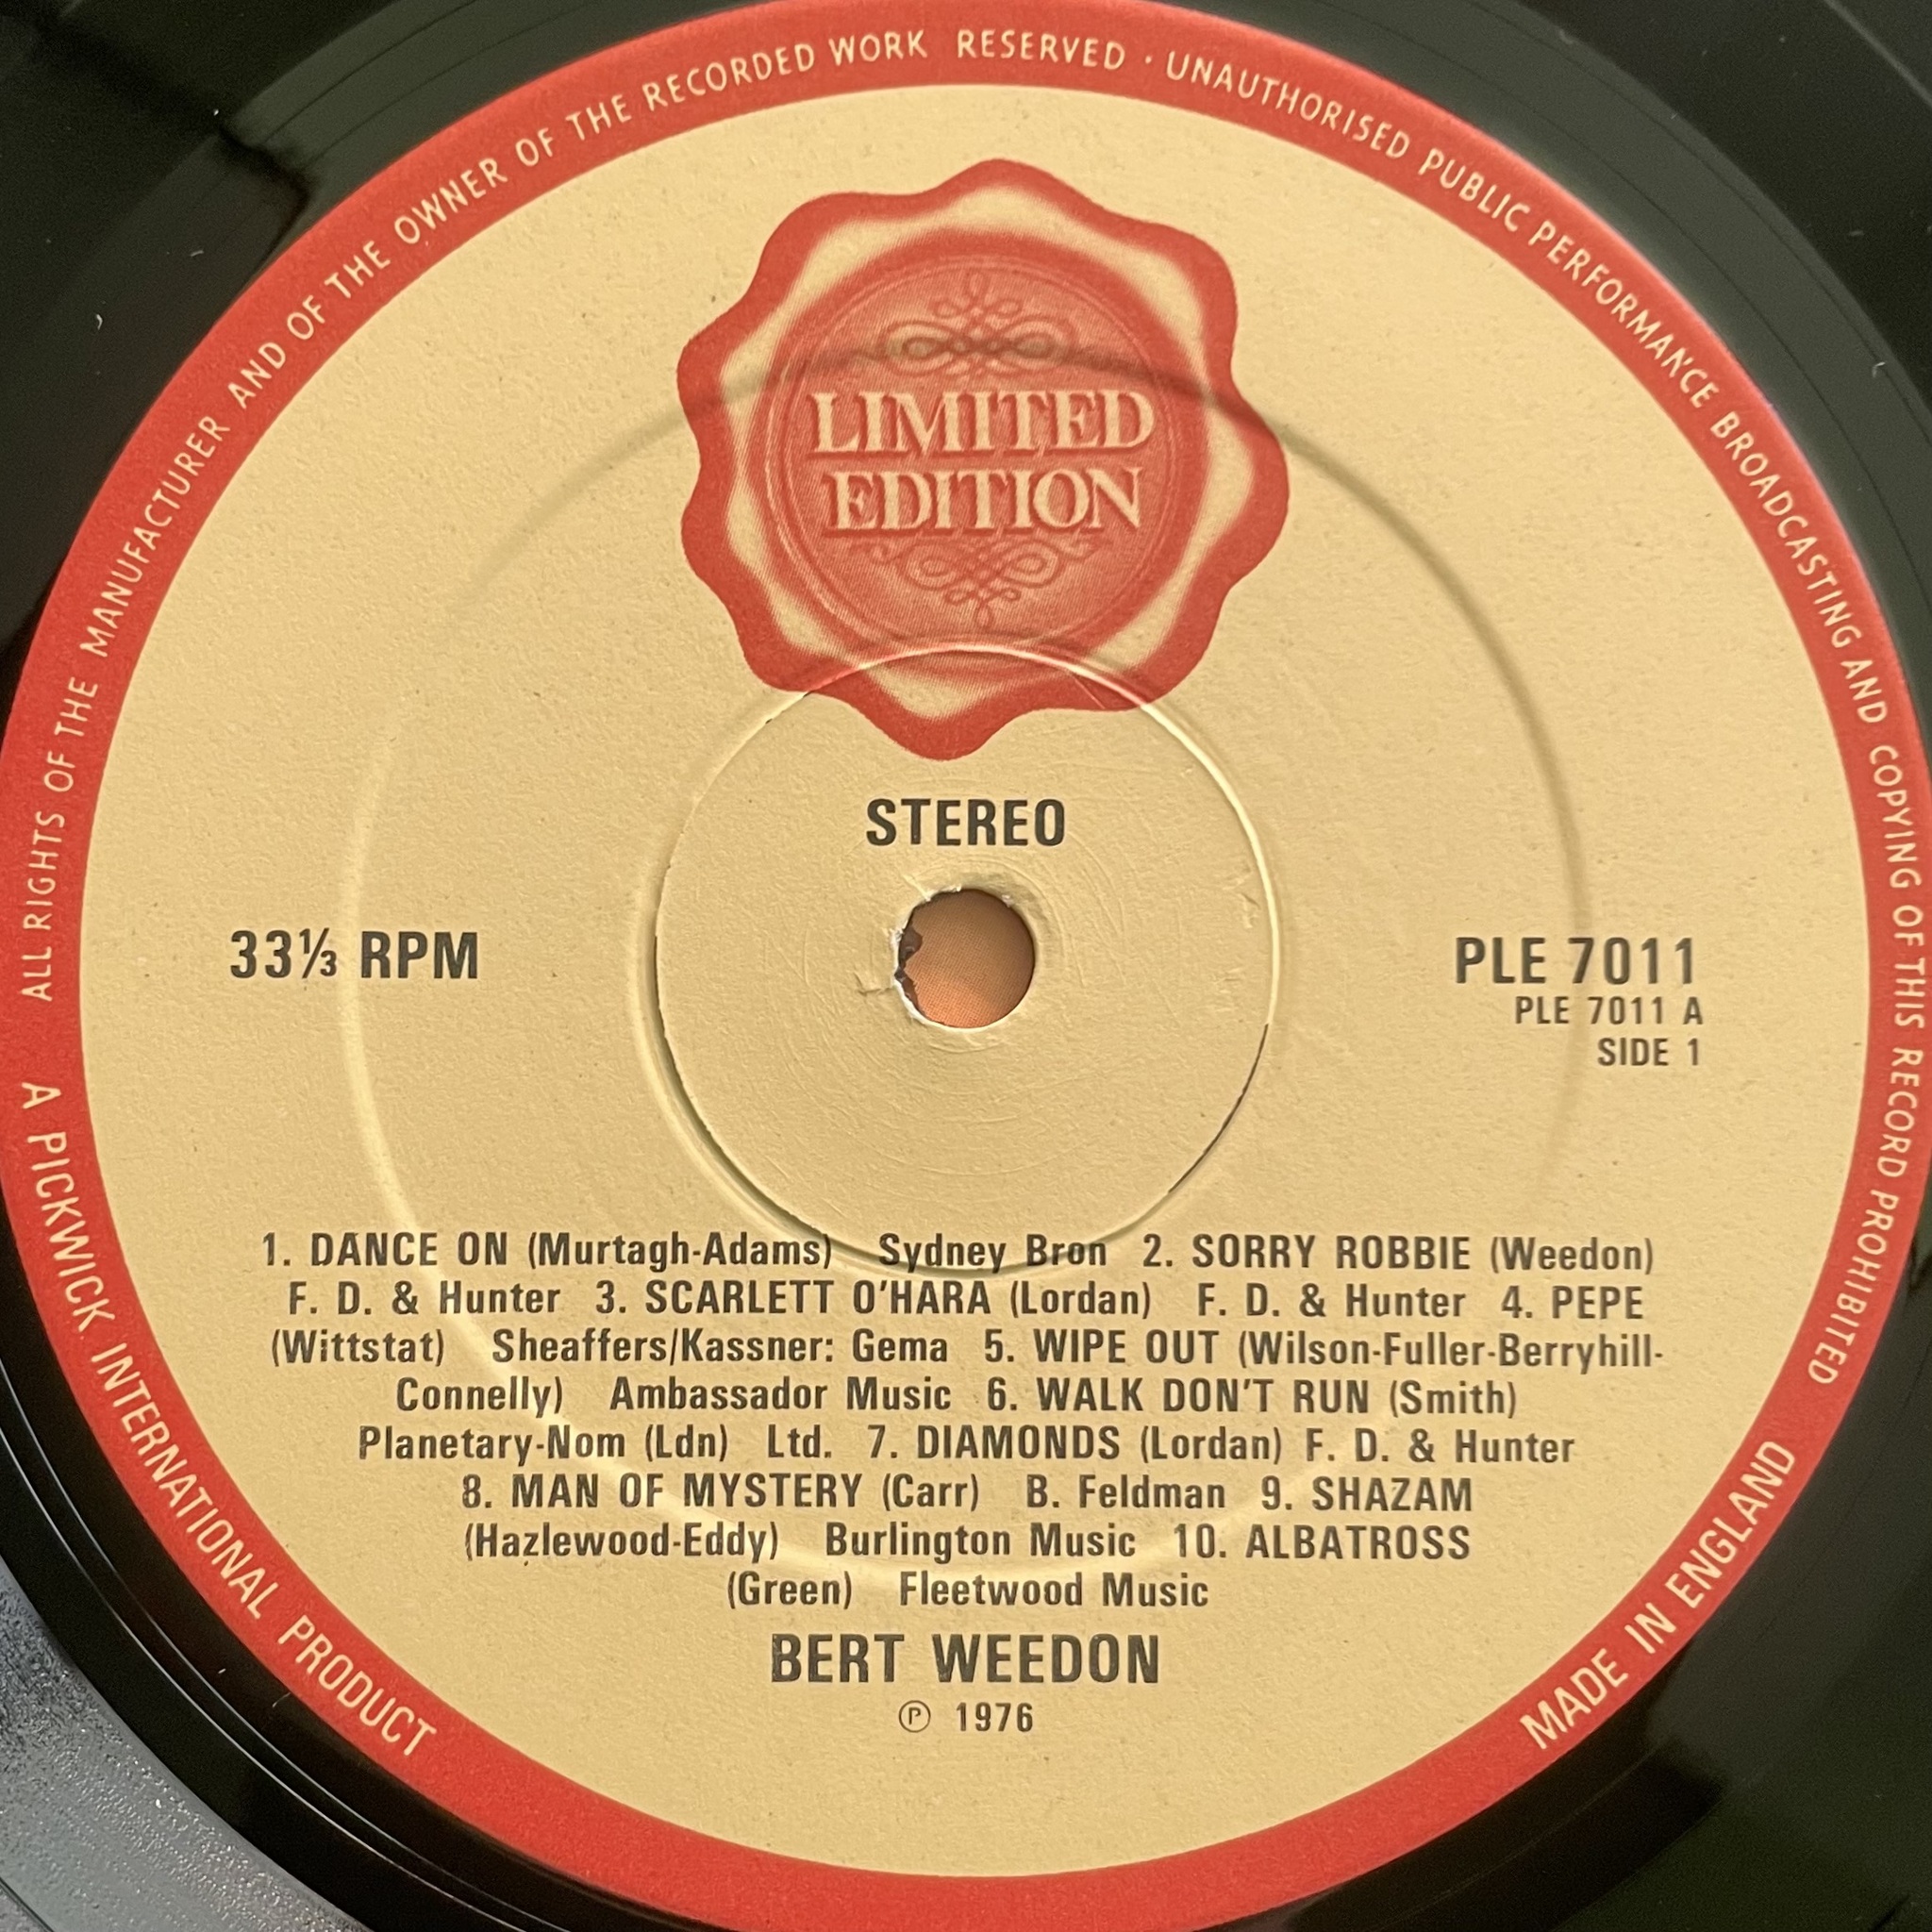 ALL RIGHTS OF THE MANUFACTURER AND OF THE OWNER OF THE RECORDED WORK RESERVED · UNAUTHORISED PUBLIC PERFORMANCE BROADCASTING AND COPYING OF THIS RECORD PROHIBITED
LIMITED
EDITION
STEREO
33⅓ RPM
PLE 7011
PLE 7011 A
SIDE 1
1. DANCE ON (Murtagh-Adams) Sydney Bron 2. SORRY ROBBIE (Weedon)
F. D. & Hunter 3. SCARLETT O'HARA (Lordan) F. D. & Hunter 4. PEPE
(Wittstat) Sheaffers/Kassner: Gema 5. WIPE OUT (Wilson-Fuller-Berryhill-
Connelly) Ambassador Music 6. WALK DON'T RUN (Smith)
Planetary-Nom (Ldn) Ltd. 7. DIAMONDS (Lordan) F. D. & Hunter
8. MAN OF MYSTERY (Carr) B. Feldman 9. SHAZAM
(Hazlewood-Eddy) Burlington Music 10. ALBATROSS
(Green) Fleetwood Music
BERT WEEDON
℗ 1976
A PICKWICK INTERNATIONAL PRODUCT
MADE IN ENGLAND